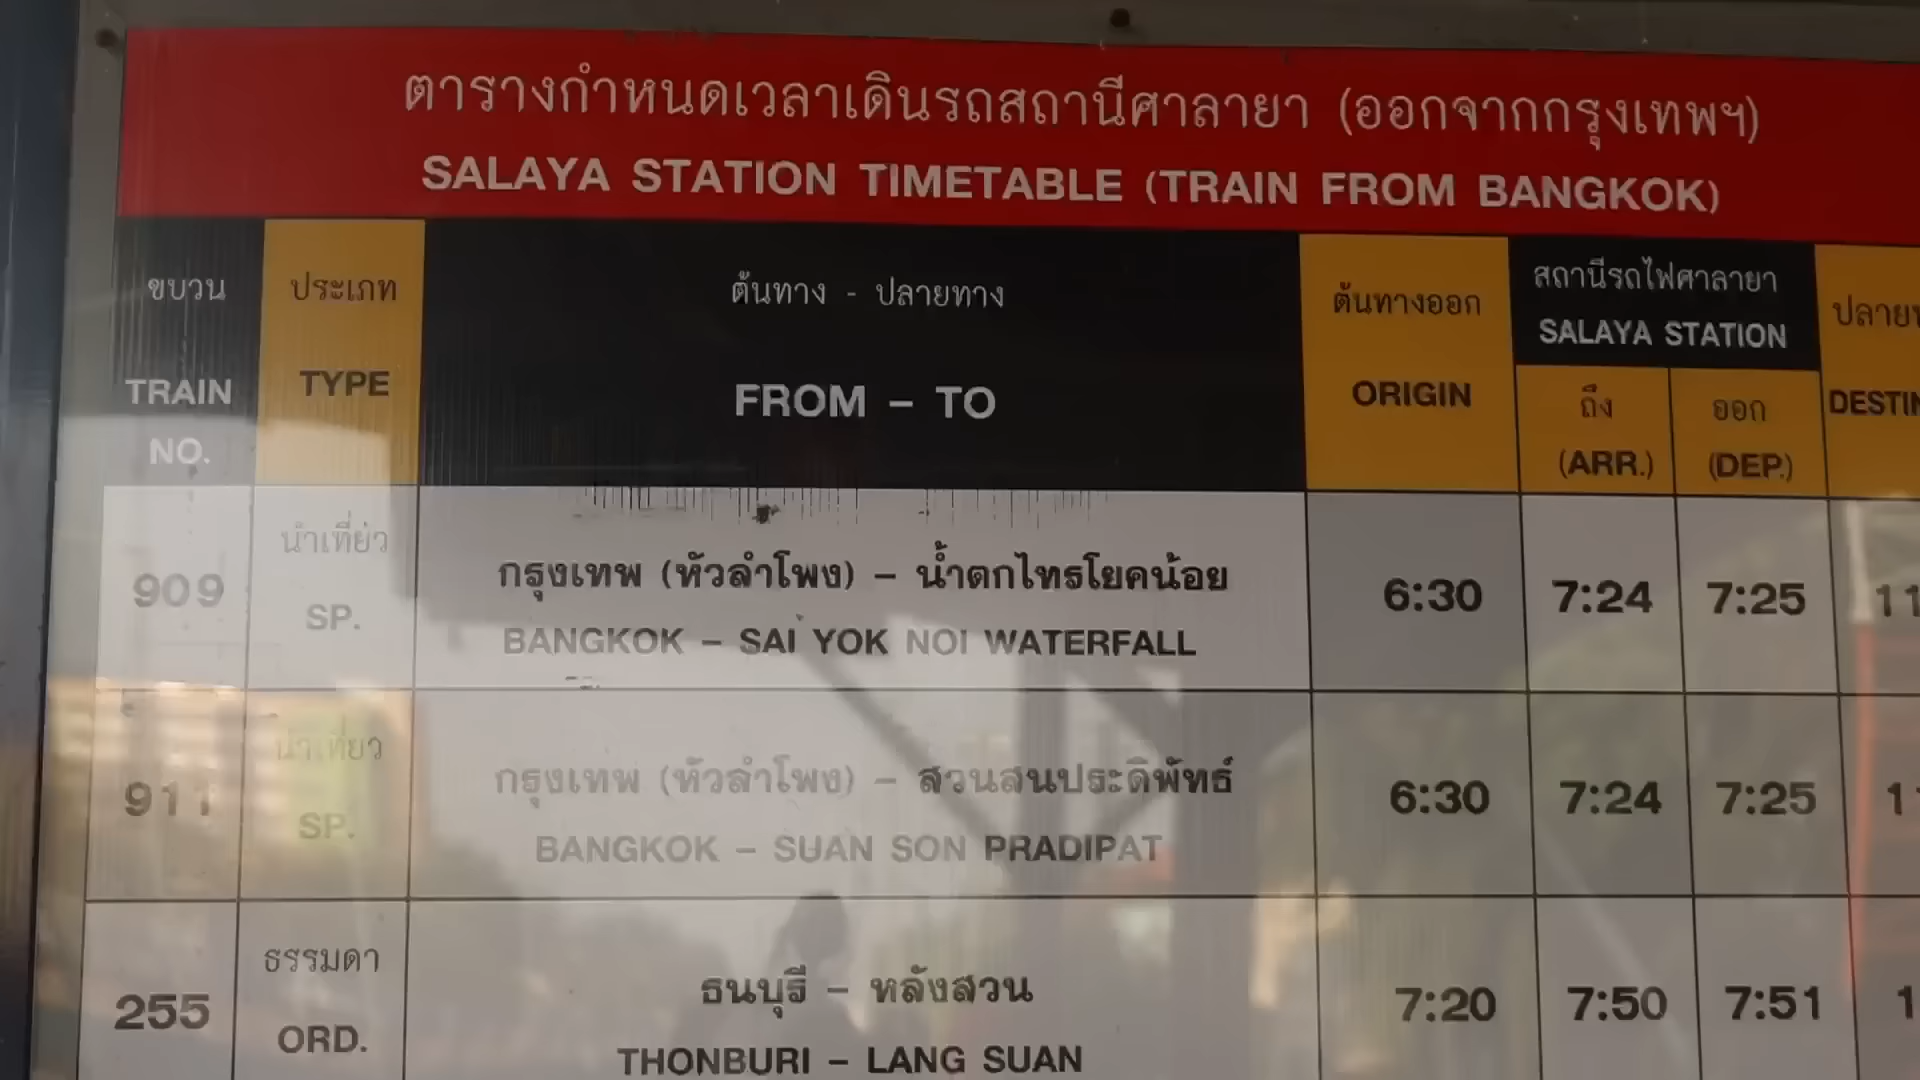 ตารางกำหนดเวลาเดินรถสถานีศาลายา (ออกจากกรุงเทพฯ)
SALAYA STATION TIMETABLE (TRAIN FROM BANGKOK)
ขบวน ประเภท ต้นทาง - ปลายทาง ต้นทางออก สถานีรถไฟศาลายา
TRAIN NO. TYPE FROM – TO ORIGIN SALAYA STATION
ถึง ออก
(ARR.) (DEP.)
นำเที่ยว กรุงเทพ (หัวลำโพง) – น้ำตกไทรโยคน้อย
909 SP. BANGKOK – SAI YOK NOI WATERFALL 6:30 7:24 7:25
นำเที่ยว กรุงเทพ (หัวลำโพง) – สวนสนประดิพัทธ์
911 SP. BANGKOK – SUAN SON PRADIPAT 6:30 7:24 7:25
ธรรมดา ธนบุรี – หลังสวน
255 ORD. THONBURI – LANG SUAN 7:20 7:50 7:51